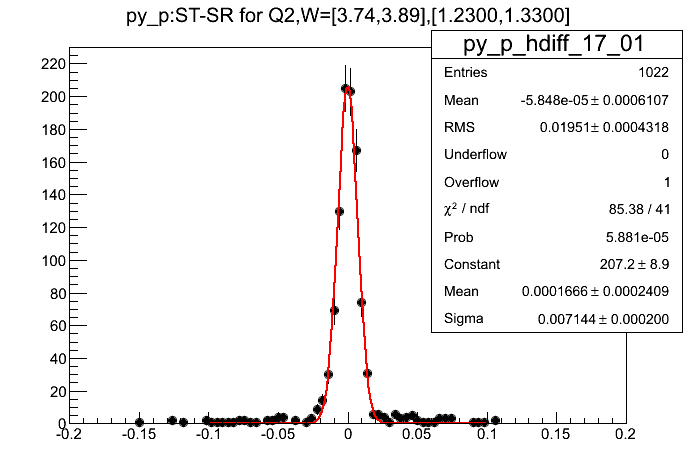 py_p:ST-SR for Q2,W=[3.74,3.89],[1.2300,1.3300]
py_p_hdiff_17_01
Entries 1022
Mean -5.848e-05 ± 0.0006107
RMS 0.01951 ± 0.0004318
Underflow 0
Overflow 1
χ² / ndf 85.38 / 41
Prob 5.881e-05
Constant 207.2 ± 8.9
Mean 0.0001666 ± 0.0002409
Sigma 0.007144 ± 0.000200
220
200
180
160
140
120
100
80
60
40
20
0
-0.2 -0.15 -0.1 -0.05 0 0.05 0.1 0.15 0.2